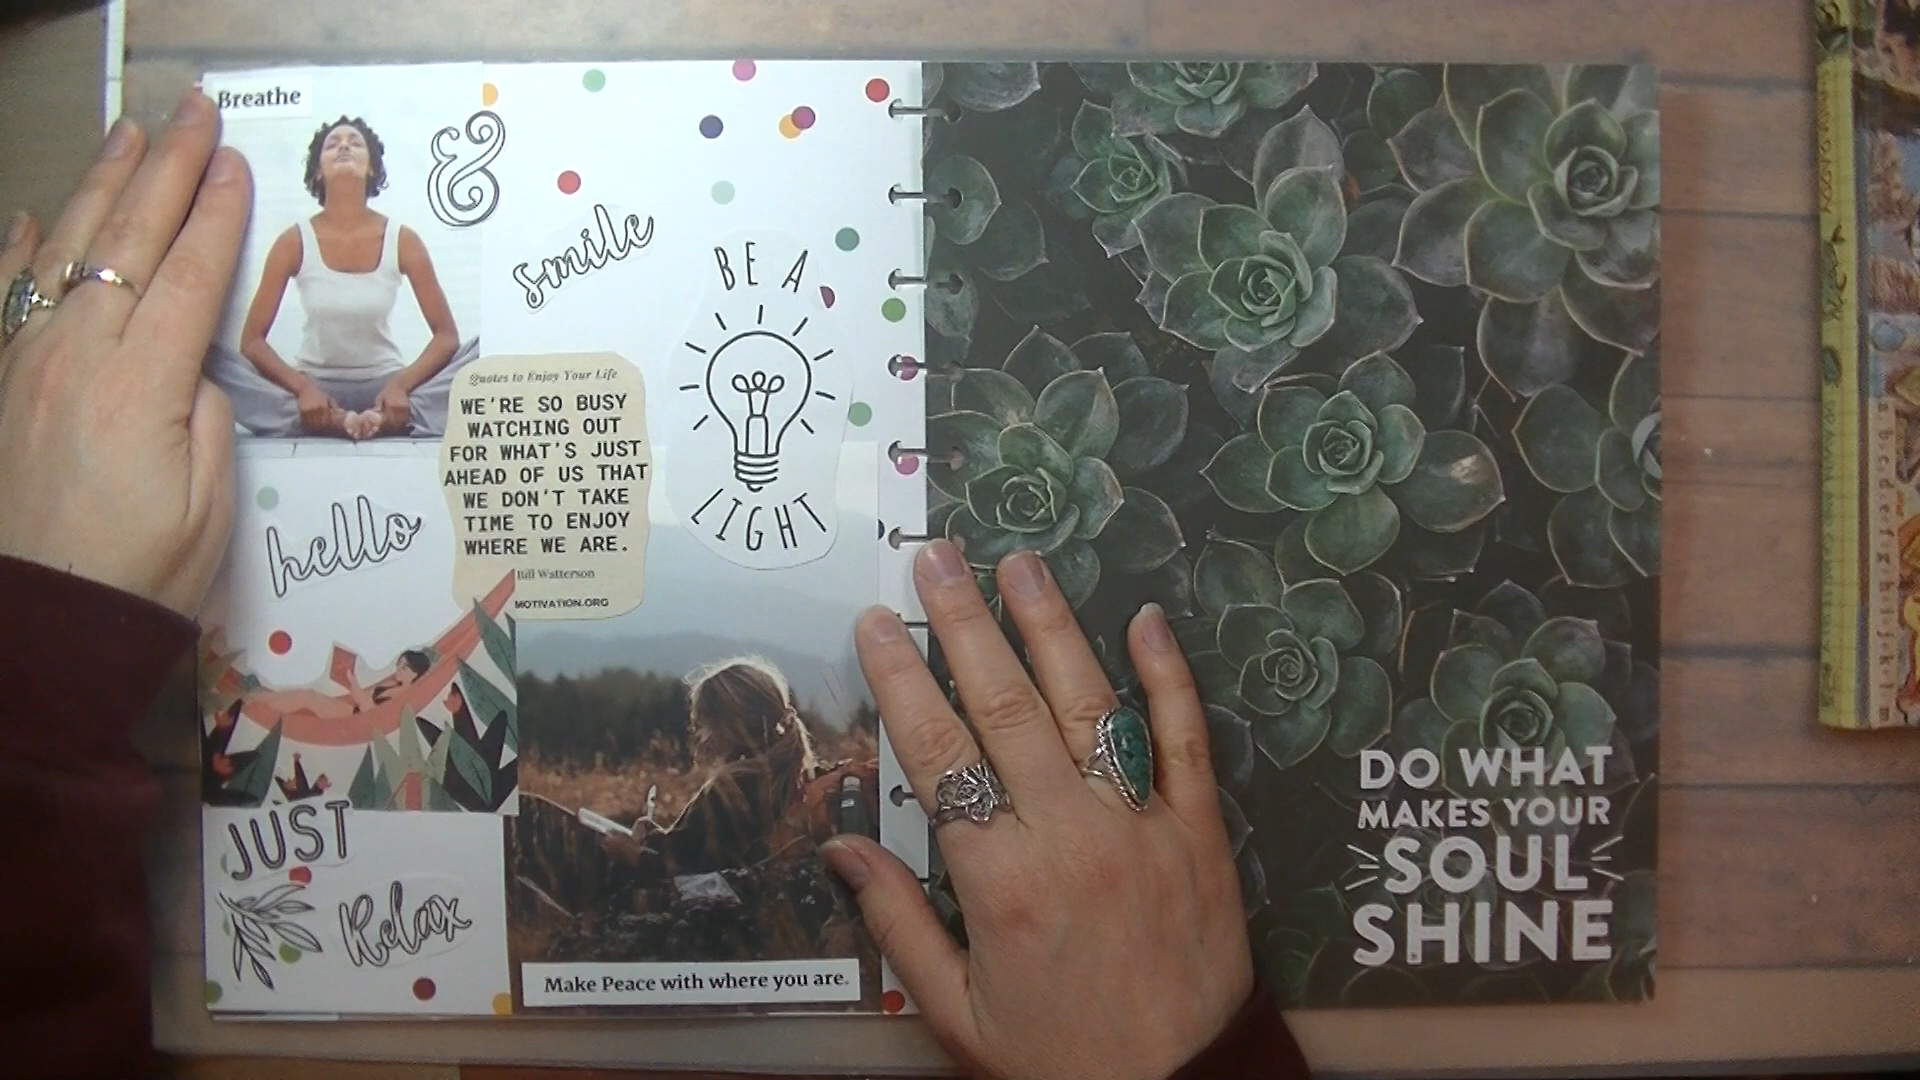 Breathe
&
smile
BE A
LIGHT
Quotes to Enjoy Your Life
WE'RE SO BUSY
WATCHING OUT
FOR WHAT'S JUST
AHEAD OF US THAT
WE DON'T TAKE
TIME TO ENJOY
WHERE WE ARE.
Bill Watterson
MOTIVATION.ORG
hello
JUST
Relax
Make Peace with where you are.
DO WHAT
MAKES YOUR
SOUL
SHINE
a b c d e f g h i j k l m